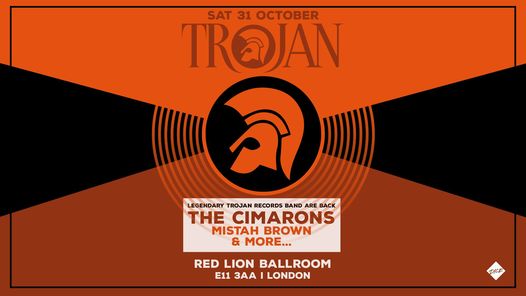 SAT 31 OCTOBER
TROJAN
LEGENDARY TROJAN RECORDS BAND ARE BACK
THE CIMARONS
MISTAH BROWN
& MORE...
RED LION BALLROOM
E11 3AA I LONDON
DICE